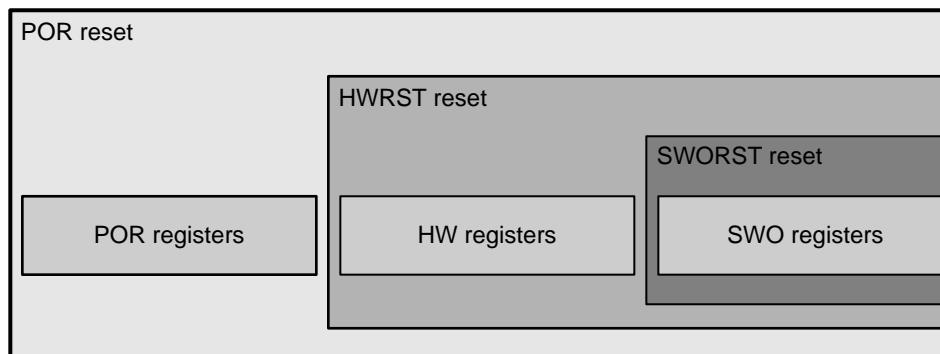 POR reset
HWRST reset
SWORST reset
POR registers
HW registers
SWO registers